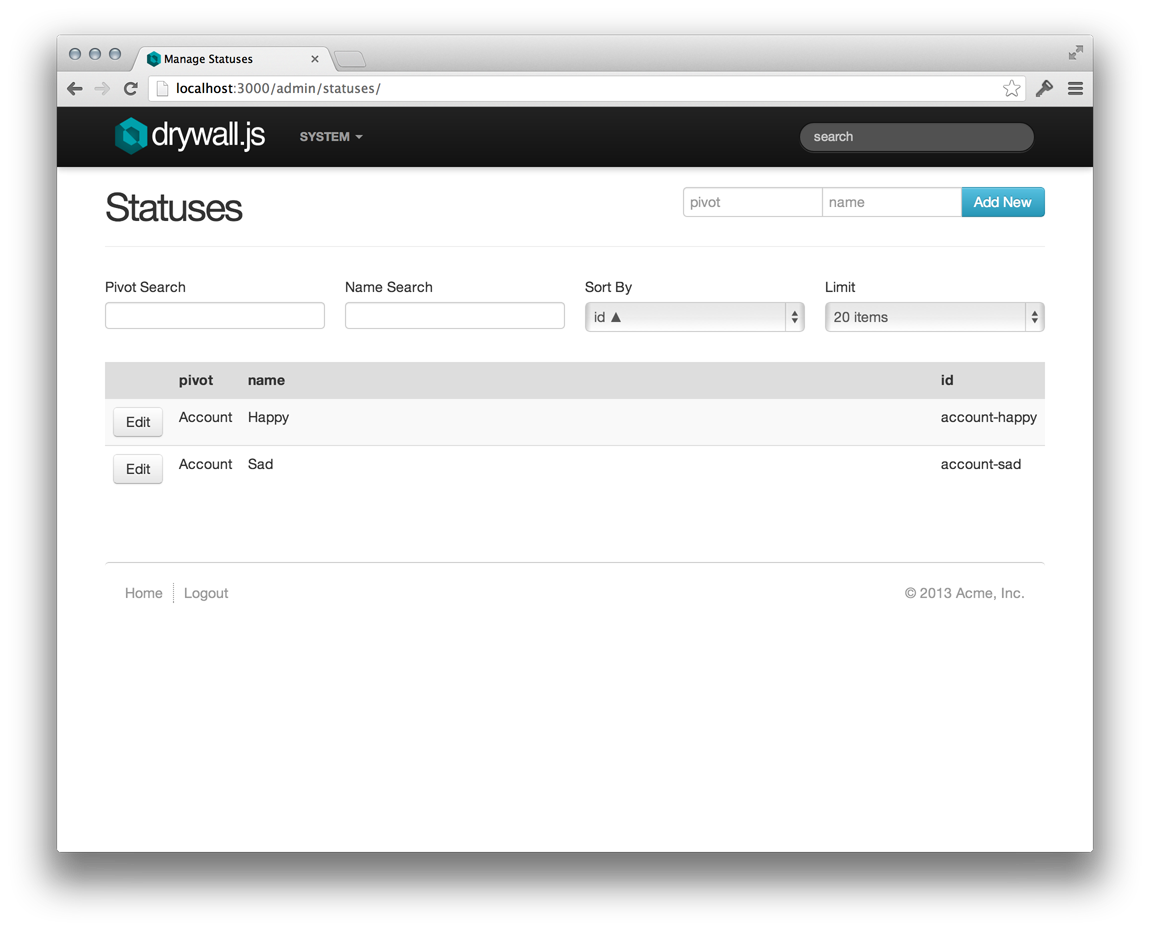 Manage Statuses
localhost:3000/admin/statuses/
drywall.js SYSTEM search
Statuses pivot name Add New
Pivot Search Name Search Sort By Limit
id ▲ 20 items
pivot name id
Edit Account Happy account-happy
Edit Account Sad account-sad
Home Logout © 2013 Acme, Inc.